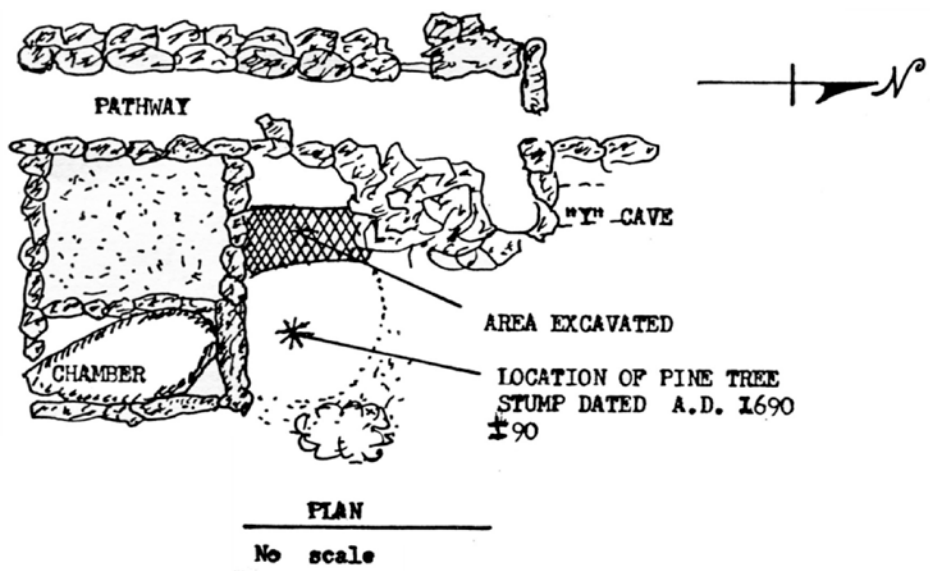 N
PATHWAY
"Y" CAVE
AREA EXCAVATED
CHAMBER
LOCATION OF PINE TREE
STUMP DATED A.D. 1690
±90
PLAN
No scale